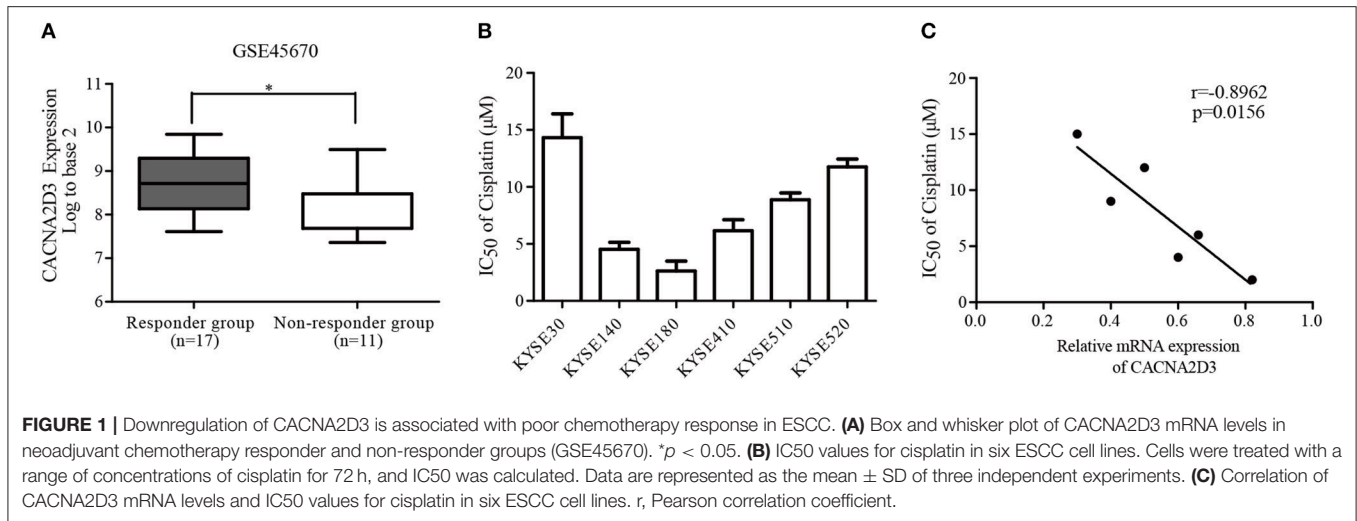 A
GSE45670
*
CACNA2D3 Expression
Log to base 2
11
10
9
8
7
6
Responder group
(n=17)
Non-responder group
(n=11)
B
IC50 of Cisplatin (μM)
20
15
10
5
0
KYSE30
KYSE140
KYSE180
KYSE410
KYSE510
KYSE520
C
r=-0.8962
p=0.0156
IC50 of Cisplatin (μM)
20
15
10
5
0
0.0
0.2
0.4
0.6
0.8
1.0
Relative mRNA expression
of CACNA2D3
FIGURE 1 | Downregulation of CACNA2D3 is associated with poor chemotherapy response in ESCC. (A) Box and whisker plot of CACNA2D3 mRNA levels in
neoadjuvant chemotherapy responder and non-responder groups (GSE45670). *p < 0.05. (B) IC50 values for cisplatin in six ESCC cell lines. Cells were treated with a
range of concentrations of cisplatin for 72 h, and IC50 was calculated. Data are represented as the mean ± SD of three independent experiments. (C) Correlation of
CACNA2D3 mRNA levels and IC50 values for cisplatin in six ESCC cell lines. r, Pearson correlation coefficient.